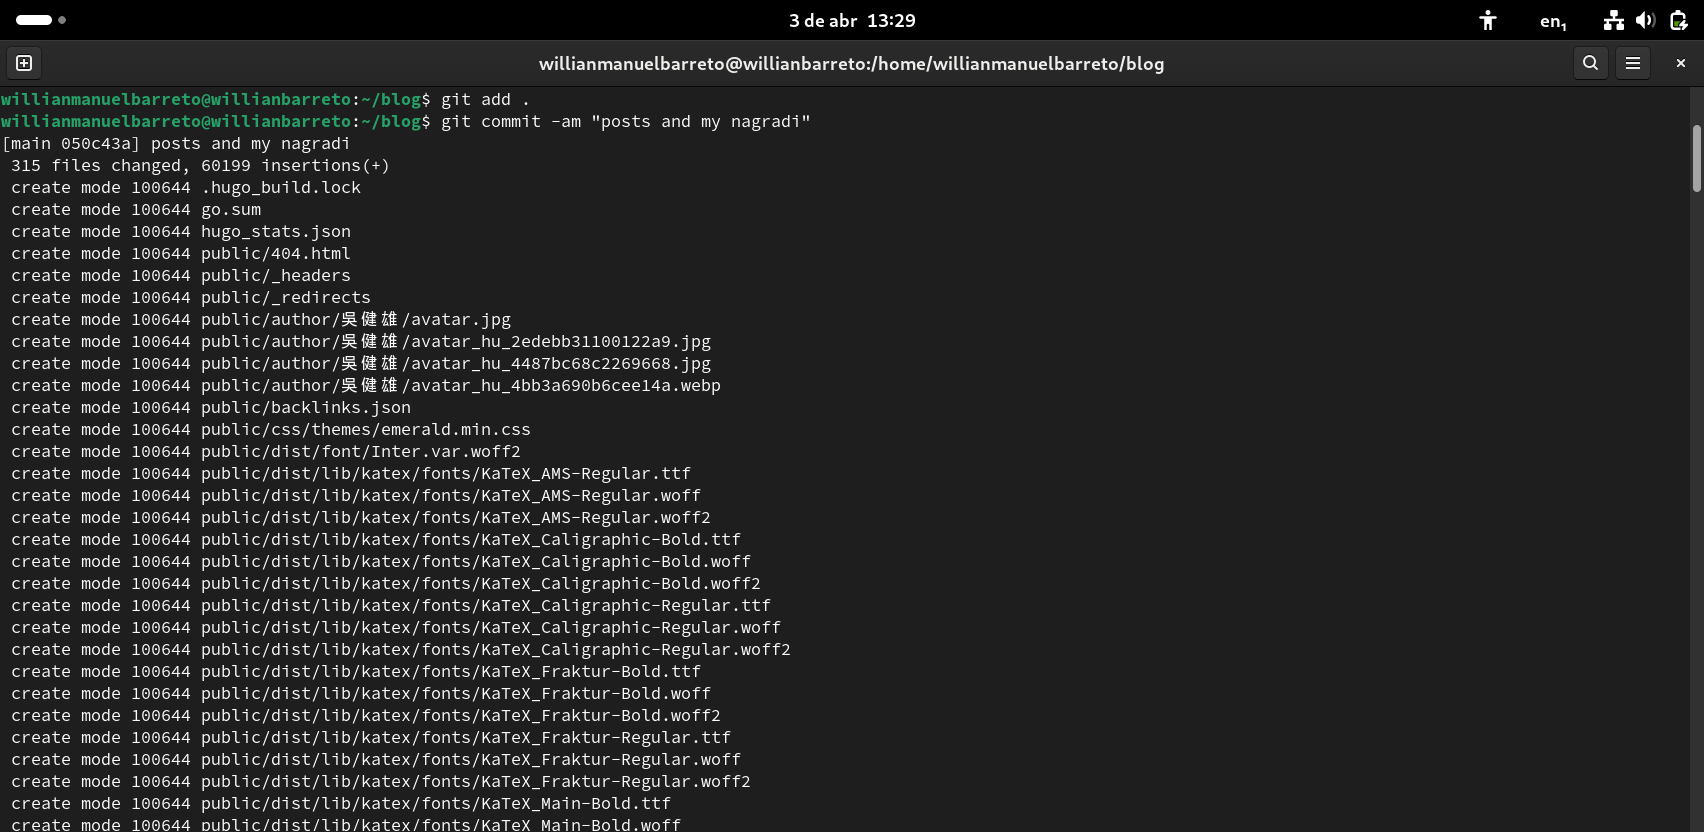 3 de abr 13:29
en₁
willianmanuelbarreto@willianbarreto:/home/willianmanuelbarreto/blog
willianmanuelbarreto@willianbarreto:~/blog$ git add .
willianmanuelbarreto@willianbarreto:~/blog$ git commit -am "posts and my nagradi"
[main 050c43a] posts and my nagradi
 315 files changed, 60199 insertions(+)
 create mode 100644 .hugo_build.lock
 create mode 100644 go.sum
 create mode 100644 hugo_stats.json
 create mode 100644 public/404.html
 create mode 100644 public/_headers
 create mode 100644 public/_redirects
 create mode 100644 public/author/吳健雄/avatar.jpg
 create mode 100644 public/author/吳健雄/avatar_hu_2edebb31100122a9.jpg
 create mode 100644 public/author/吳健雄/avatar_hu_4487bc68c2269668.jpg
 create mode 100644 public/author/吳健雄/avatar_hu_4bb3a690b6cee14a.webp
 create mode 100644 public/backlinks.json
 create mode 100644 public/css/themes/emerald.min.css
 create mode 100644 public/dist/font/Inter.var.woff2
 create mode 100644 public/dist/lib/katex/fonts/KaTeX_AMS-Regular.ttf
 create mode 100644 public/dist/lib/katex/fonts/KaTeX_AMS-Regular.woff
 create mode 100644 public/dist/lib/katex/fonts/KaTeX_AMS-Regular.woff2
 create mode 100644 public/dist/lib/katex/fonts/KaTeX_Caligraphic-Bold.ttf
 create mode 100644 public/dist/lib/katex/fonts/KaTeX_Caligraphic-Bold.woff
 create mode 100644 public/dist/lib/katex/fonts/KaTeX_Caligraphic-Bold.woff2
 create mode 100644 public/dist/lib/katex/fonts/KaTeX_Caligraphic-Regular.ttf
 create mode 100644 public/dist/lib/katex/fonts/KaTeX_Caligraphic-Regular.woff
 create mode 100644 public/dist/lib/katex/fonts/KaTeX_Caligraphic-Regular.woff2
 create mode 100644 public/dist/lib/katex/fonts/KaTeX_Fraktur-Bold.ttf
 create mode 100644 public/dist/lib/katex/fonts/KaTeX_Fraktur-Bold.woff
 create mode 100644 public/dist/lib/katex/fonts/KaTeX_Fraktur-Bold.woff2
 create mode 100644 public/dist/lib/katex/fonts/KaTeX_Fraktur-Regular.ttf
 create mode 100644 public/dist/lib/katex/fonts/KaTeX_Fraktur-Regular.woff
 create mode 100644 public/dist/lib/katex/fonts/KaTeX_Fraktur-Regular.woff2
 create mode 100644 public/dist/lib/katex/fonts/KaTeX_Main-Bold.ttf
 create mode 100644 public/dist/lib/katex/fonts/KaTeX_Main-Bold.woff